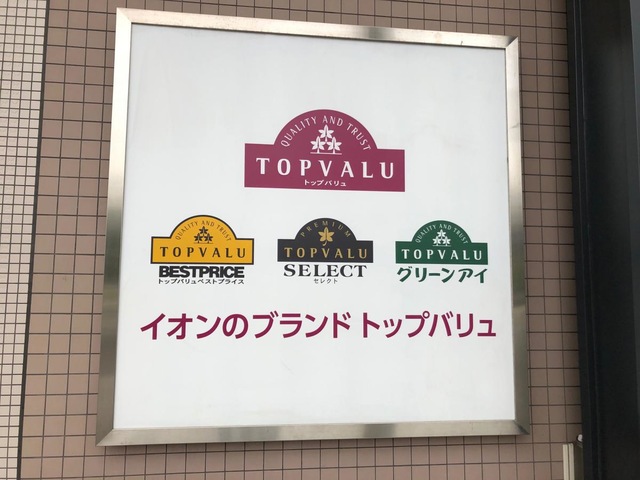 QUALITY AND TRUST
TOPVALU
トップバリュ
QUALITY AND TRUST
TOPVALU
BESTPRICE
トップバリュベストプライス
PREMIUM
TOPVALU
SELECT
セレクト
QUALITY AND TRUST
TOPVALU
グリーンアイ
イオンのブランド トップバリュ